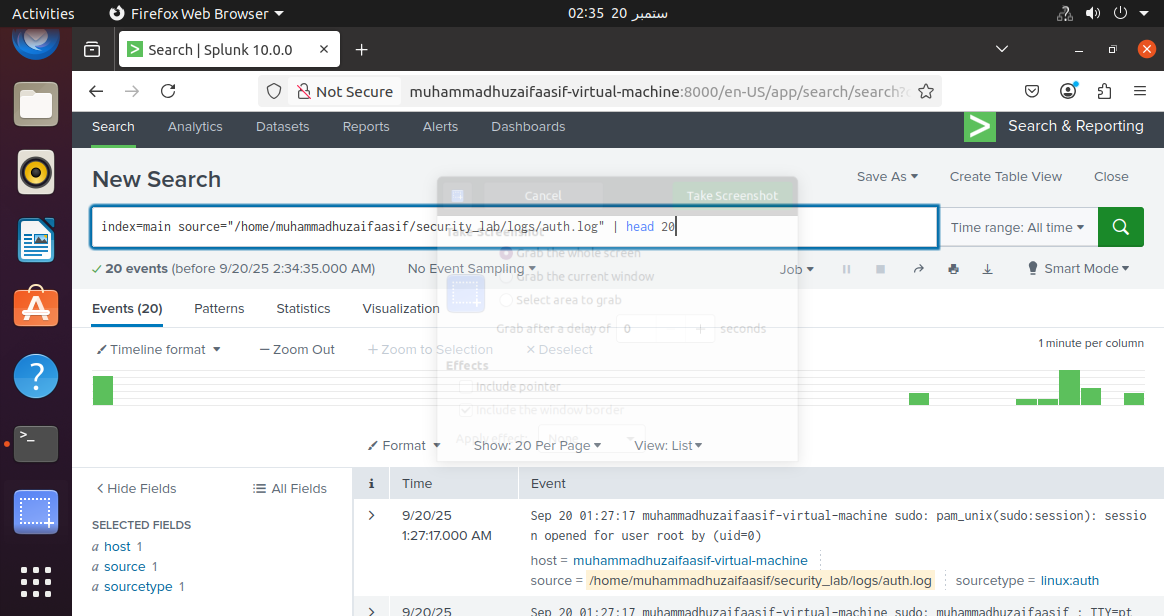 Activities
Firefox Web Browser
02:35 20 ستمبر
Search | Splunk 10.0.0
Not Secure
muhammadhuzaifaasif-virtual-machine:8000/en-US/app/search/search?
Search
Analytics
Datasets
Reports
Alerts
Dashboards
Search & Reporting
New Search
Save As
Create Table View
Close
Cancel
Take Screenshot
index=main source="/home/muhammadhuzaifaasif/security_lab/logs/auth.log" | head 20
Time range: All time
Take Screenshot
Grab the whole screen
20 events (before 9/20/25 2:34:35.000 AM)
No Event Sampling
Job
Smart Mode
Grab the current window
Select area to grab
Events (20)
Patterns
Statistics
Visualization
Grab after a delay of
0
+
seconds
Timeline format
Zoom Out
+ Zoom to Selection
× Deselect
1 minute per column
Effects
Include pointer
Include the window border
Apply effect:
None
Format
Show: 20 Per Page
View: List
Hide Fields
All Fields
i
Time
Event
SELECTED FIELDS
a host 1
a source 1
a sourcetype 1
9/20/25
1:27:17.000 AM
Sep 20 01:27:17 muhammadhuzaifaasif-virtual-machine sudo: pam_unix(sudo:session): sessio
n opened for user root by (uid=0)
host = muhammadhuzaifaasif-virtual-machine
source = /home/muhammadhuzaifaasif/security_lab/logs/auth.log
sourcetype = linux:auth
9/20/25
Sep 20 01:27:17 muhammadhuzaifaasif-virtual-machine sudo: muhammadhuzaifaasif : TTY=pt